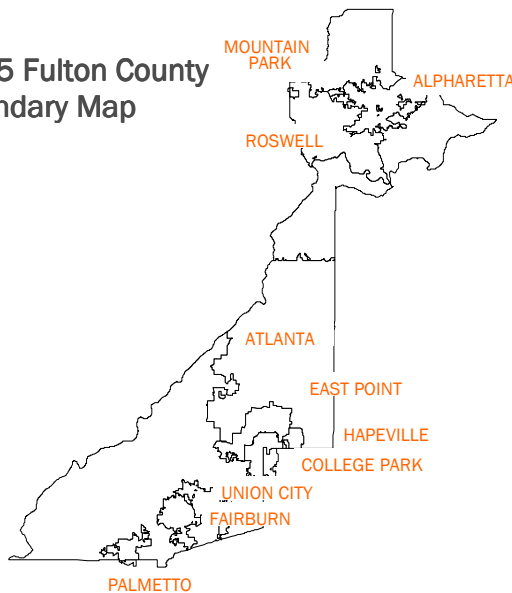 5 Fulton County
ndary Map
MOUNTAIN
PARK
ALPHARETTA
ROSWELL
ATLANTA
EAST POINT
HAPEVILLE
COLLEGE PARK
UNION CITY
FAIRBURN
PALMETTO